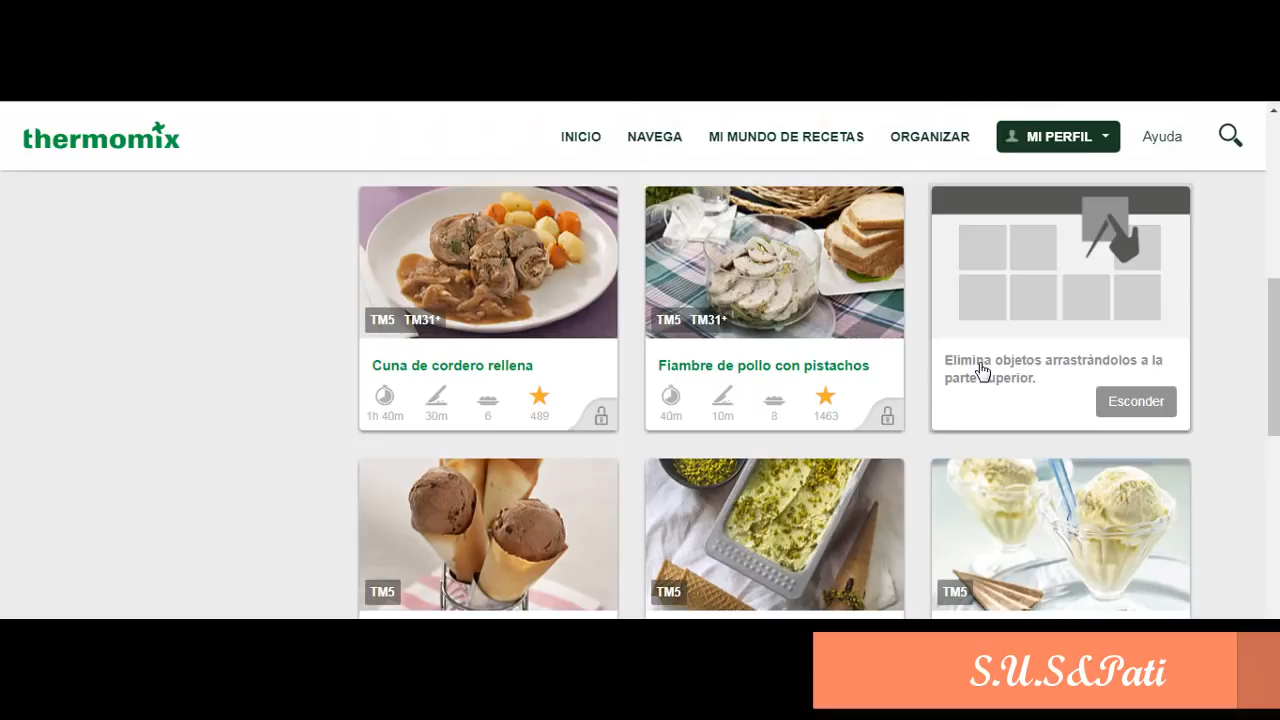 thermomix
INICIO
NAVEGA
MI MUNDO DE RECETAS
ORGANIZAR
MI PERFIL
Ayuda
TM5 TM31+
Cuna de cordero rellena
1h 40m
30m
6
489
TM5 TM31+
Fiambre de pollo con pistachos
40m
10m
8
1463
Elimina objetos arrastrándolos a la
parte superior.
Esconder
TM5
TM5
TM5
S.U.S&Pati